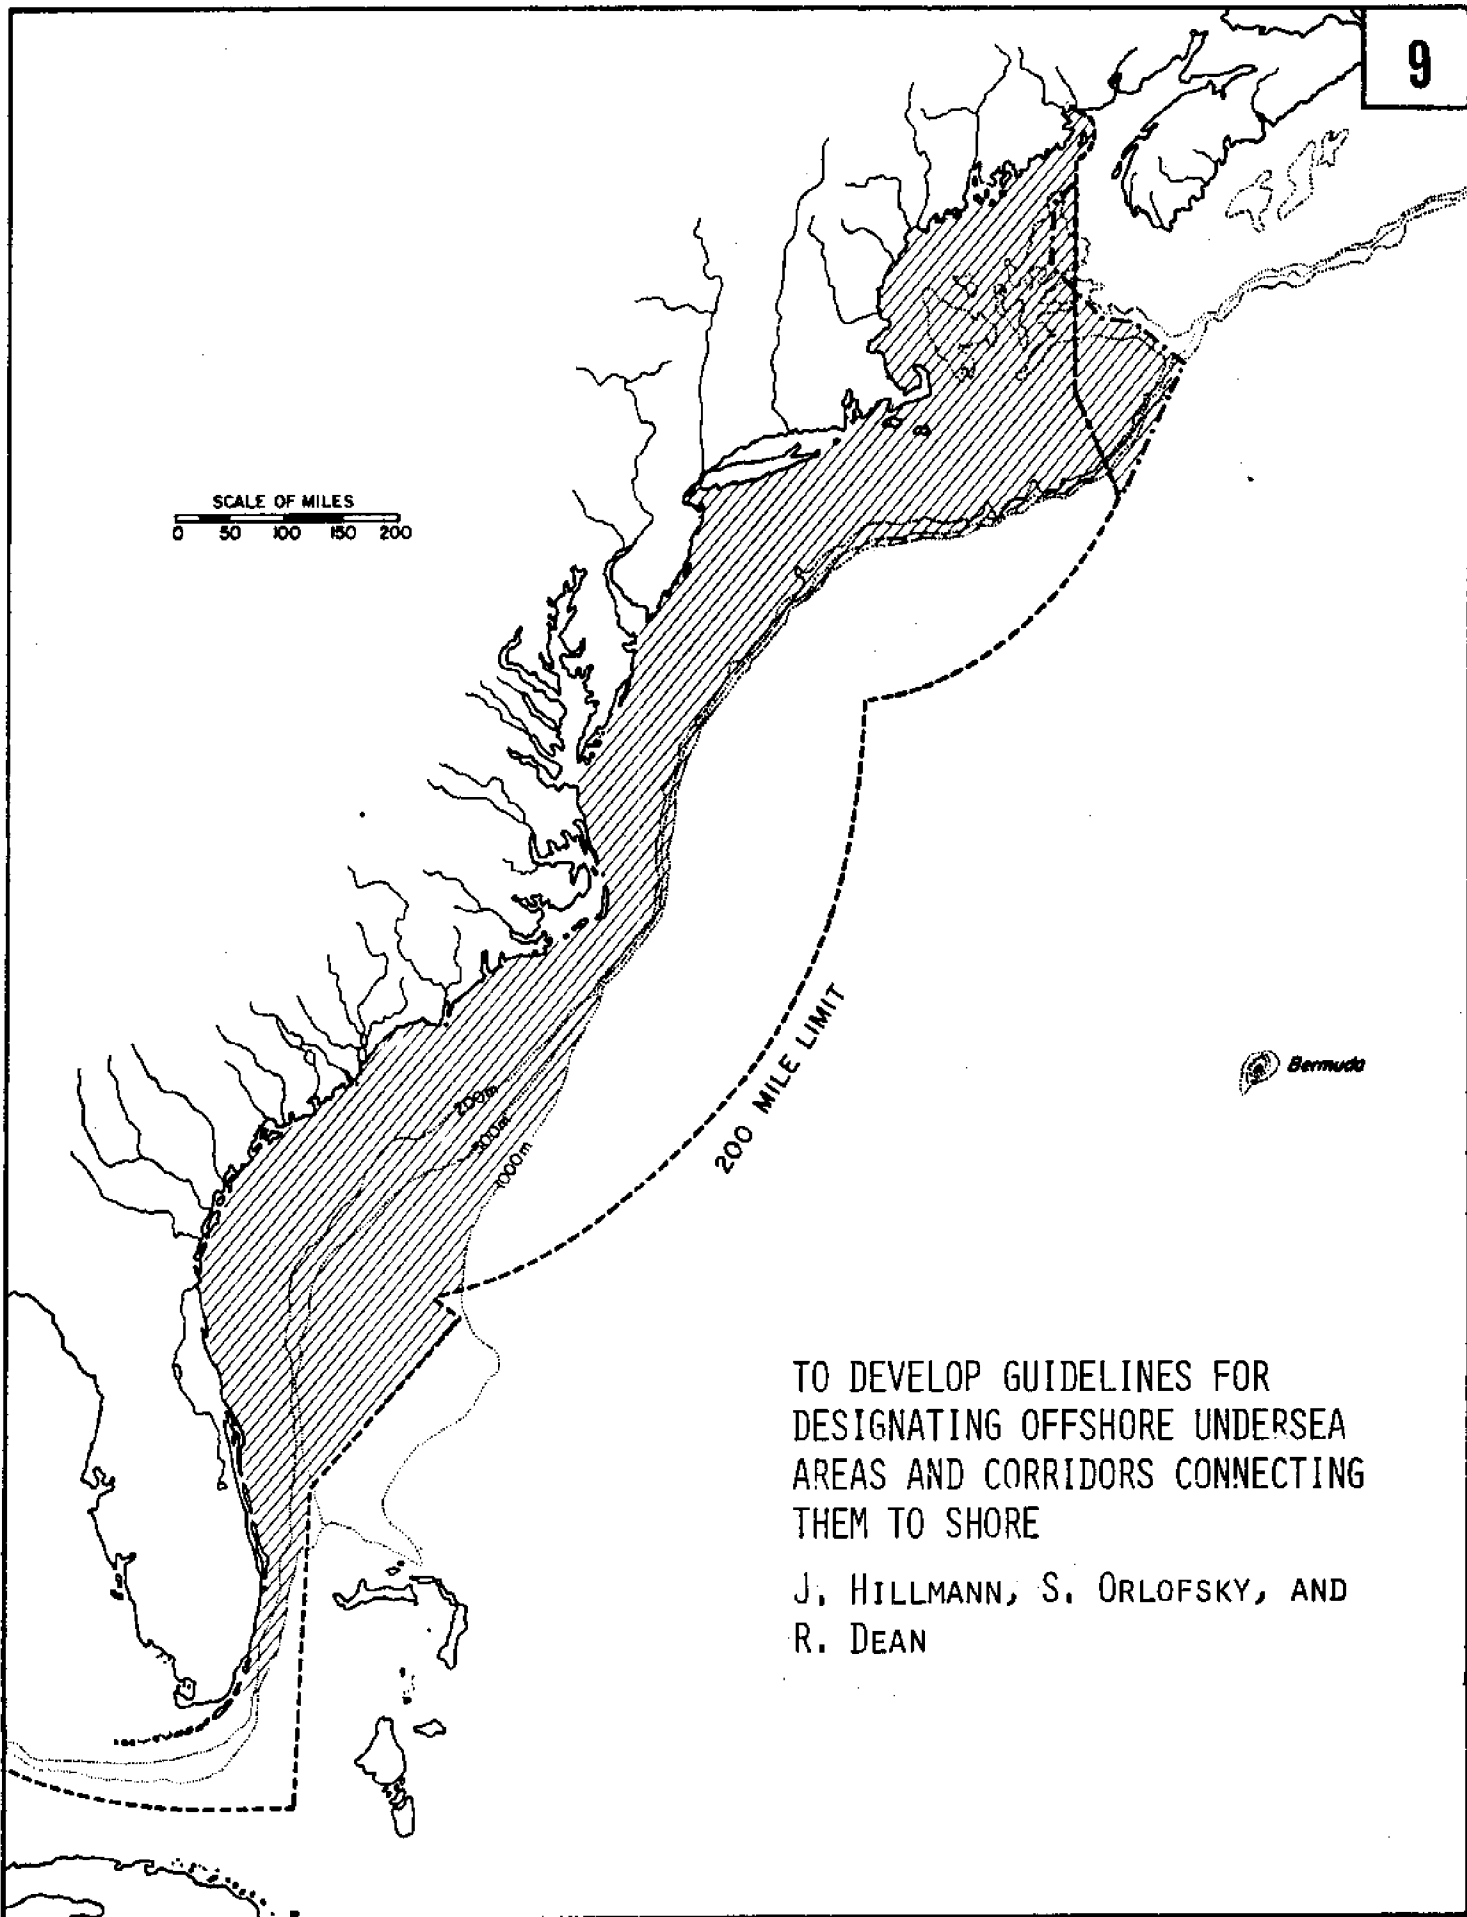 9
SCALE OF MILES
0 50 100 150 200
200 MILE LIMIT
Bermuda
200m
500m
1000m
TO DEVELOP GUIDELINES FOR
DESIGNATING OFFSHORE UNDERSEA
AREAS AND CORRIDORS CONNECTING
THEM TO SHORE
J. HILLMANN, S. ORLOFSKY, AND
R. DEAN